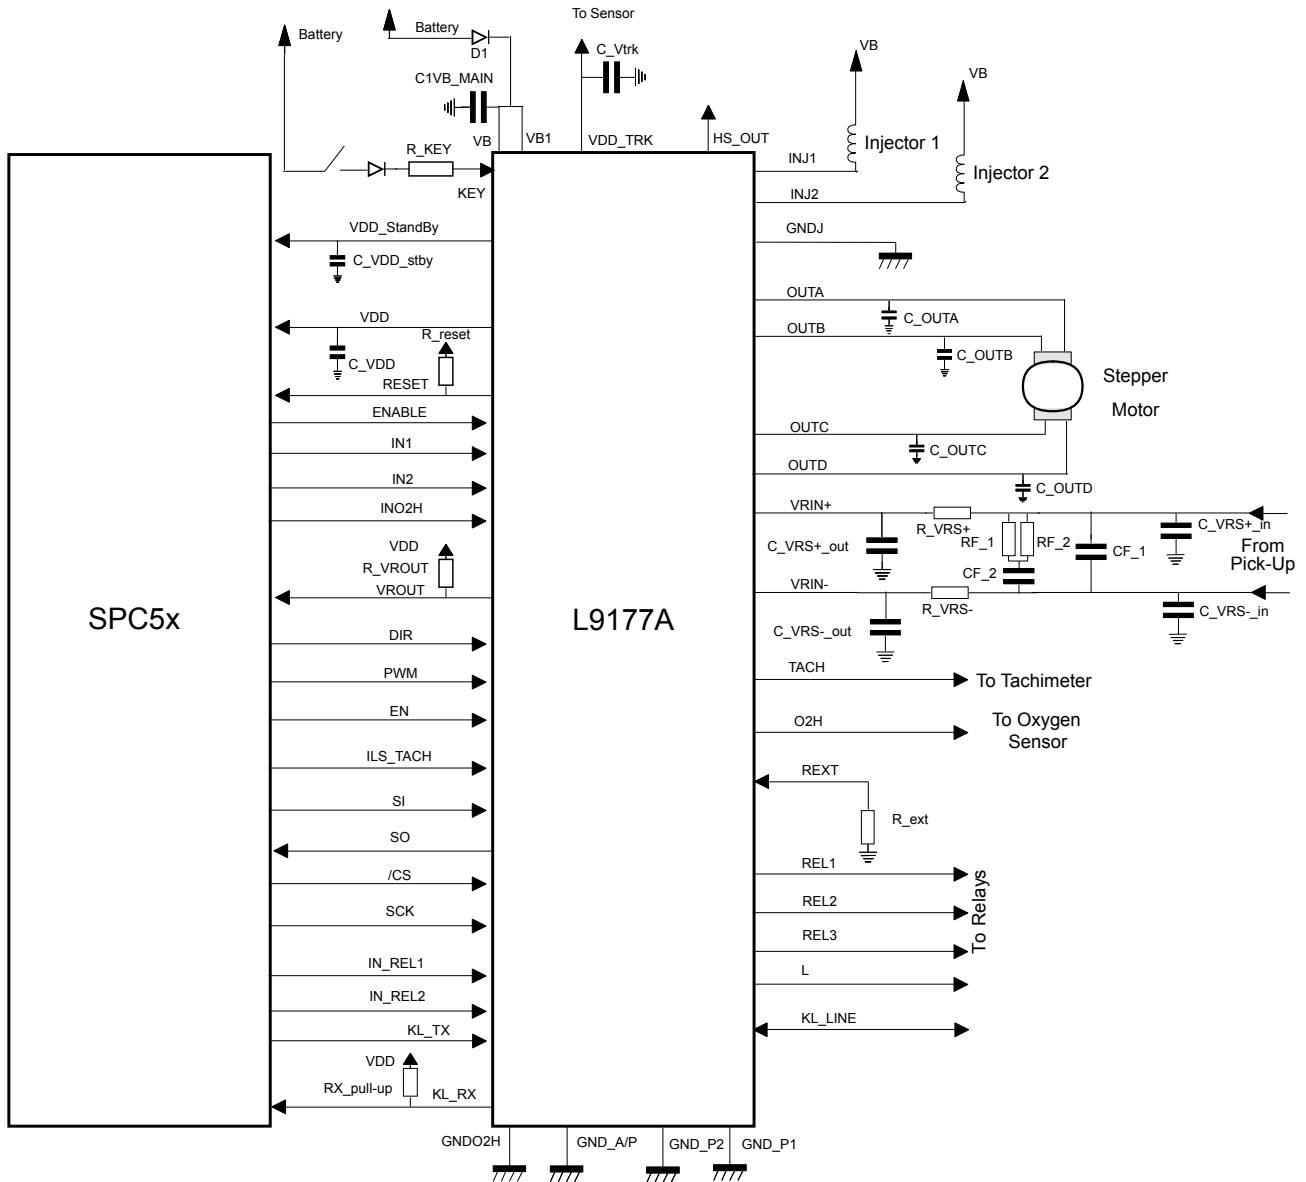 To Sensor
Battery
Battery
D1
C_Vtrk
C1VB_MAIN
VB
VB
VB
VB1
VDD_TRK
HS_OUT
R_KEY
KEY
INJ1
Injector 1
INJ2
Injector 2
VDD_StandBy
C_VDD_stby
GNDJ
VDD
R_reset
C_VDD
RESET
ENABLE
IN1
IN2
INO2H
VDD
R_VROUT
VROUT
DIR
PWM
EN
ILS_TACH
SI
SO
/CS
SCK
IN_REL1
IN_REL2
KL_TX
VDD
RX_pull-up
KL_RX
SPC5x
L9177A
OUTA
C_OUTA
OUTB
C_OUTB
Stepper
Motor
OUTC
C_OUTC
OUTD
C_OUTD
VRIN+
R_VRS+
C_VRS+_in
C_VRS+_out
RF_1
RF_2
CF_1
From
Pick-Up
CF_2
VRIN-
R_VRS-
C_VRS-_in
C_VRS-_out
TACH
To Tachimeter
O2H
To Oxygen
Sensor
REXT
R_ext
REL1
REL2
REL3
To Relays
L
KL_LINE
GNDO2H
GND_A/P
GND_P2
GND_P1